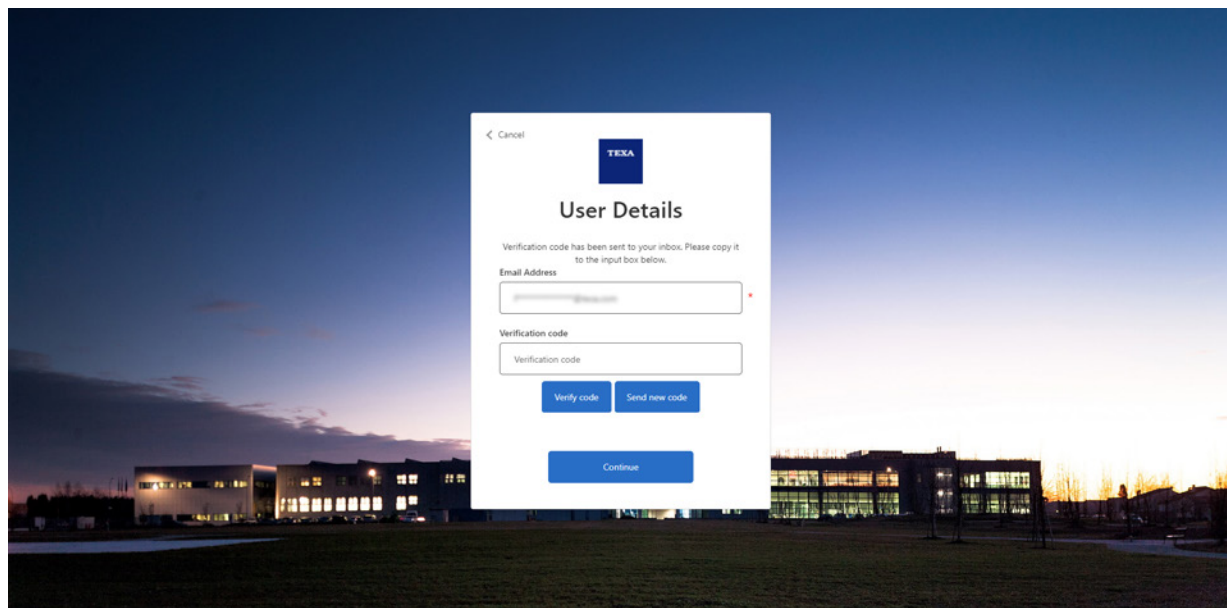 Cancel
TEXA
User Details
Verification code has been sent to your inbox. Please copy it
to the input box below.
Email Address
*
Verification code
Verification code
Verify code Send new code
Continue